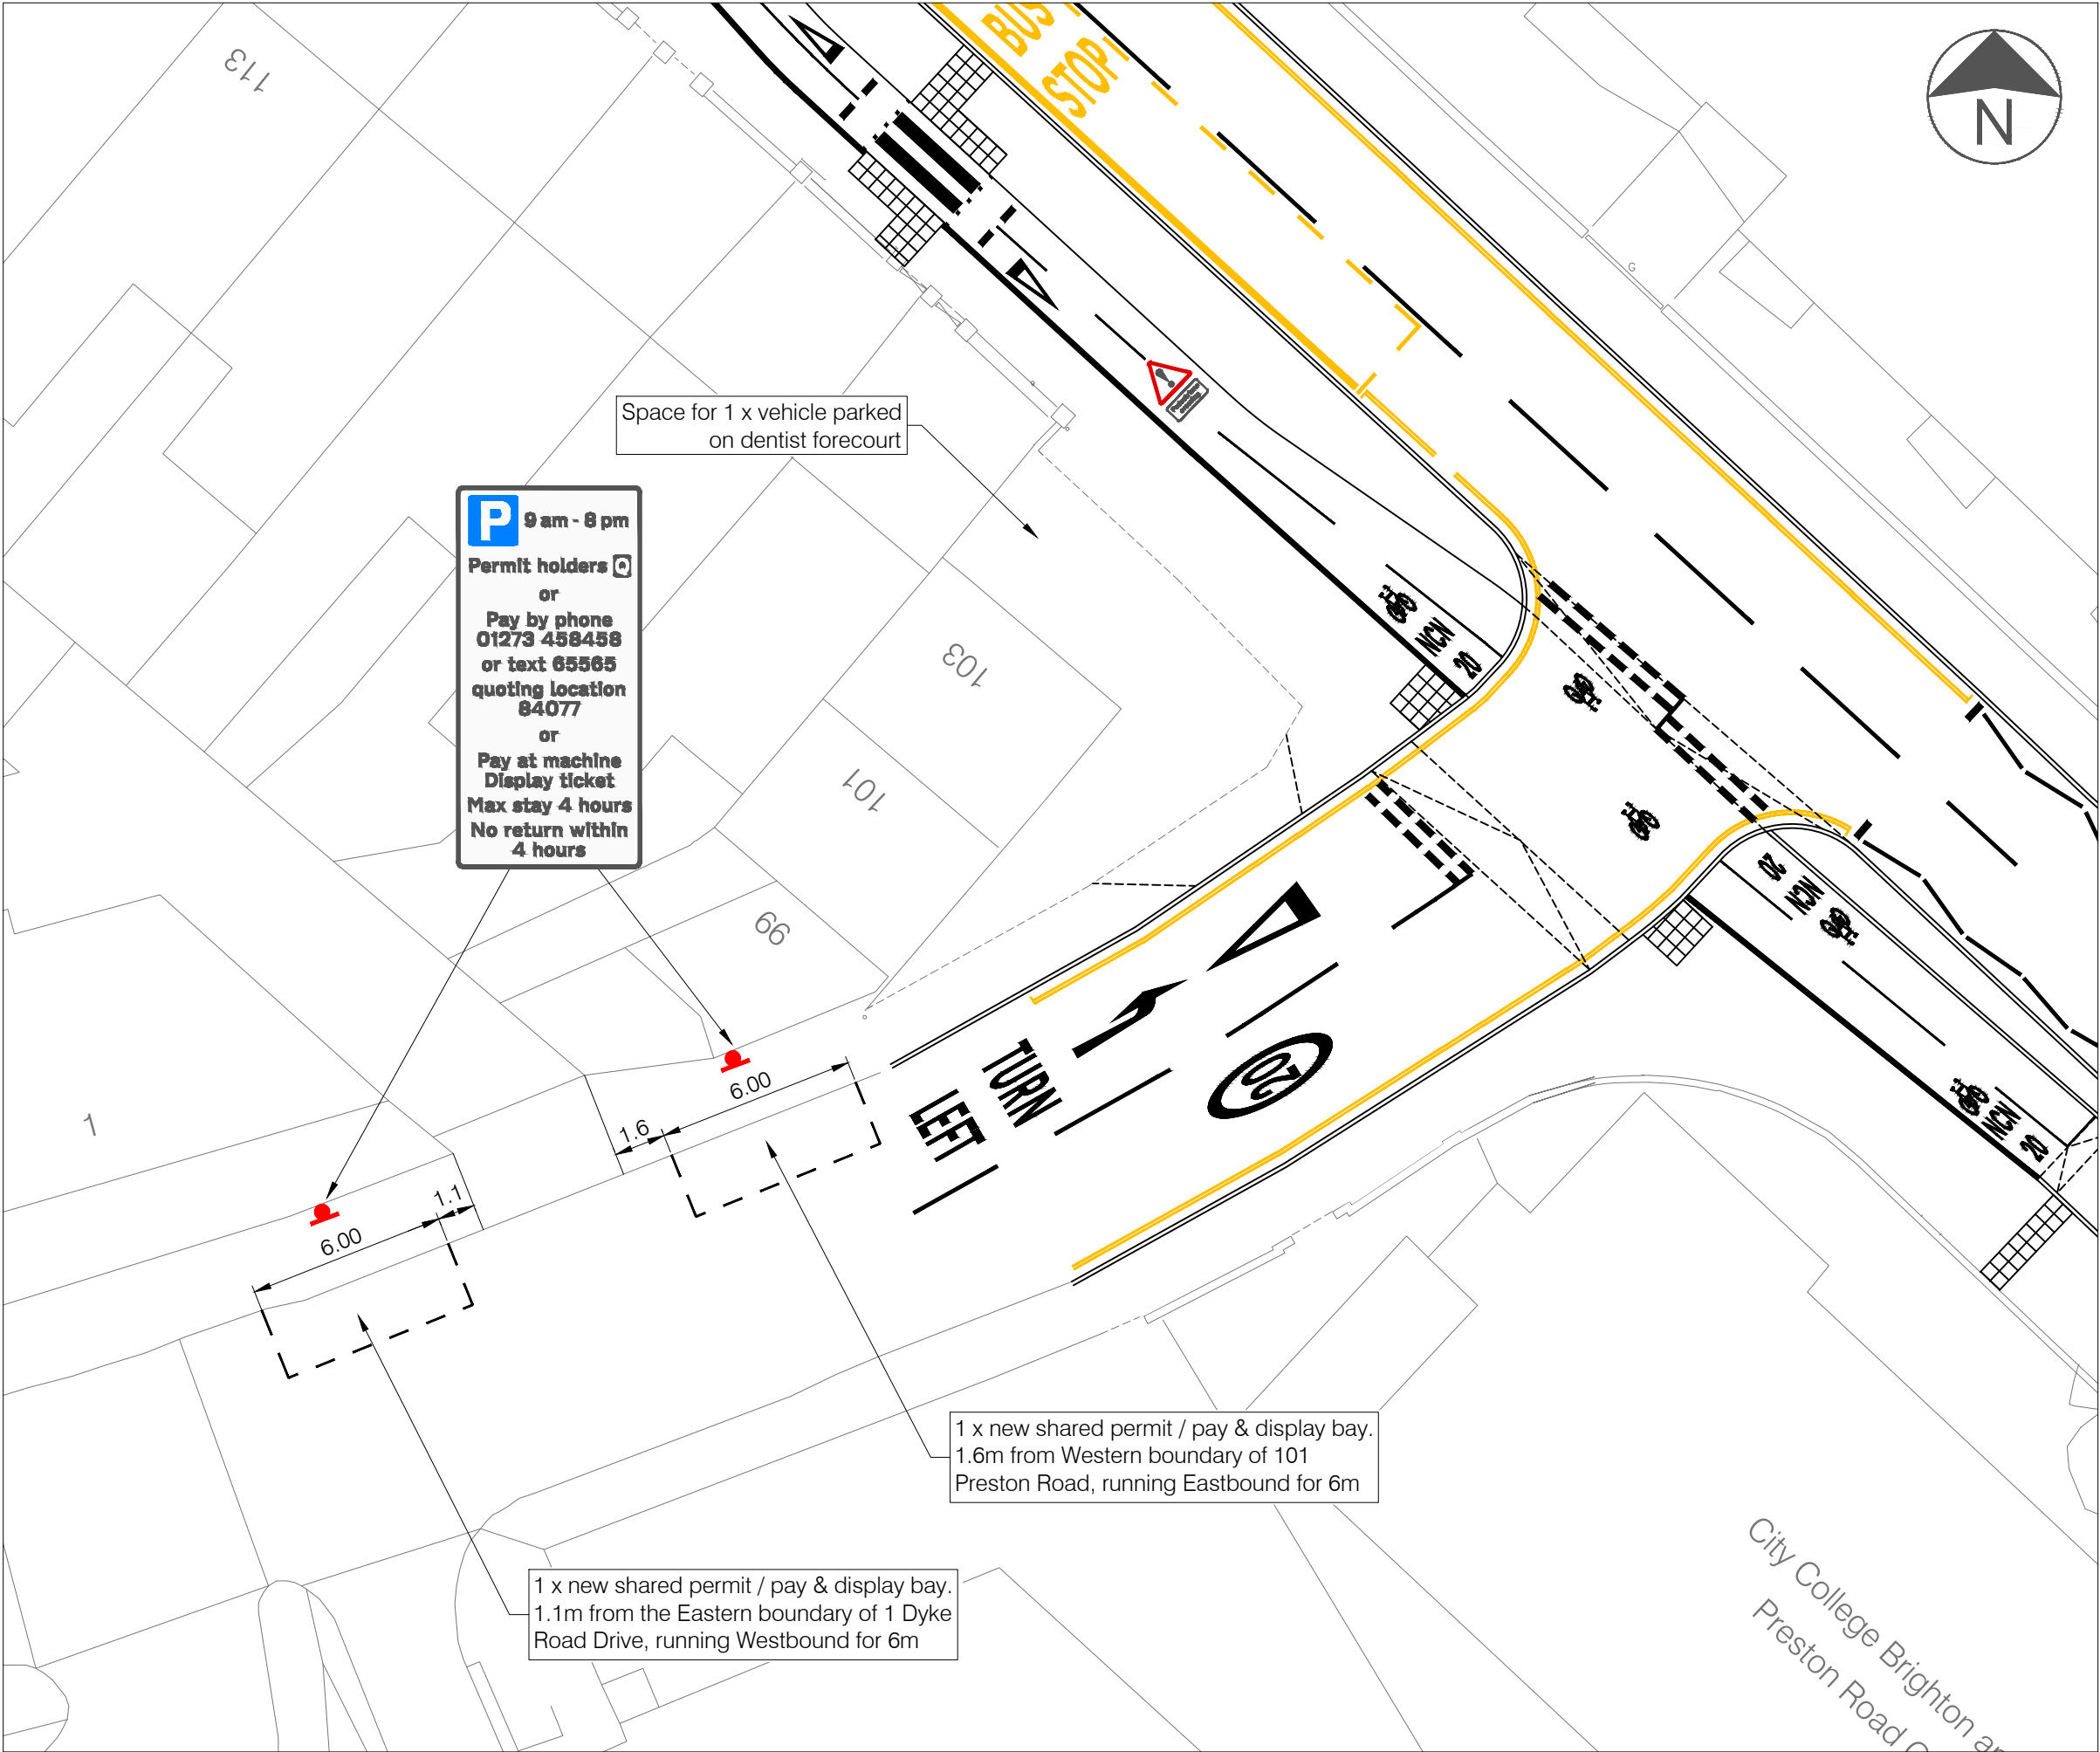 113
BUS
STOP
N
G
Space for 1 x vehicle parked
on dentist forecourt
P 9 am - 8 pm
Permit holders Q
or
Pay by phone
01273 458458
or text 65565
quoting location
84077
or
Pay at machine
Display ticket
Max stay 4 hours
No return within
4 hours
103
101
99
1
NCN
20
20
NCN
NCN
20
TURN
LEFT
20
6.00
1.6
1.1
6.00
1 x new shared permit / pay & display bay.
1.6m from Western boundary of 101
Preston Road, running Eastbound for 6m
1 x new shared permit / pay & display bay.
1.1m from the Eastern boundary of 1 Dyke
Road Drive, running Westbound for 6m
City College Brighton
Preston Road